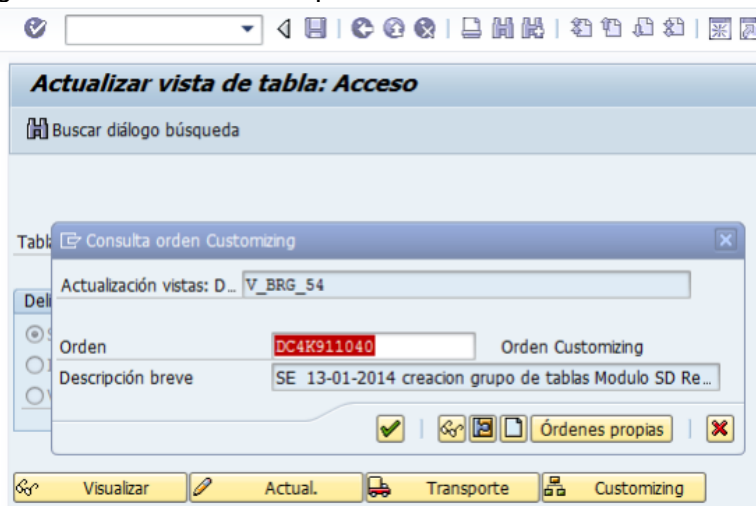 Actualizar vista de tabla: Acceso
Buscar diálogo búsqueda
Tabl
Consulta orden Customizing
Actualización vistas: D... V_BRG_54
Deli
Orden DC4K911040 Orden Customizing
Descripción breve SE 13-01-2014 creacion grupo de tablas Modulo SD Re...
Órdenes propias
Visualizar Actual. Transporte Customizing